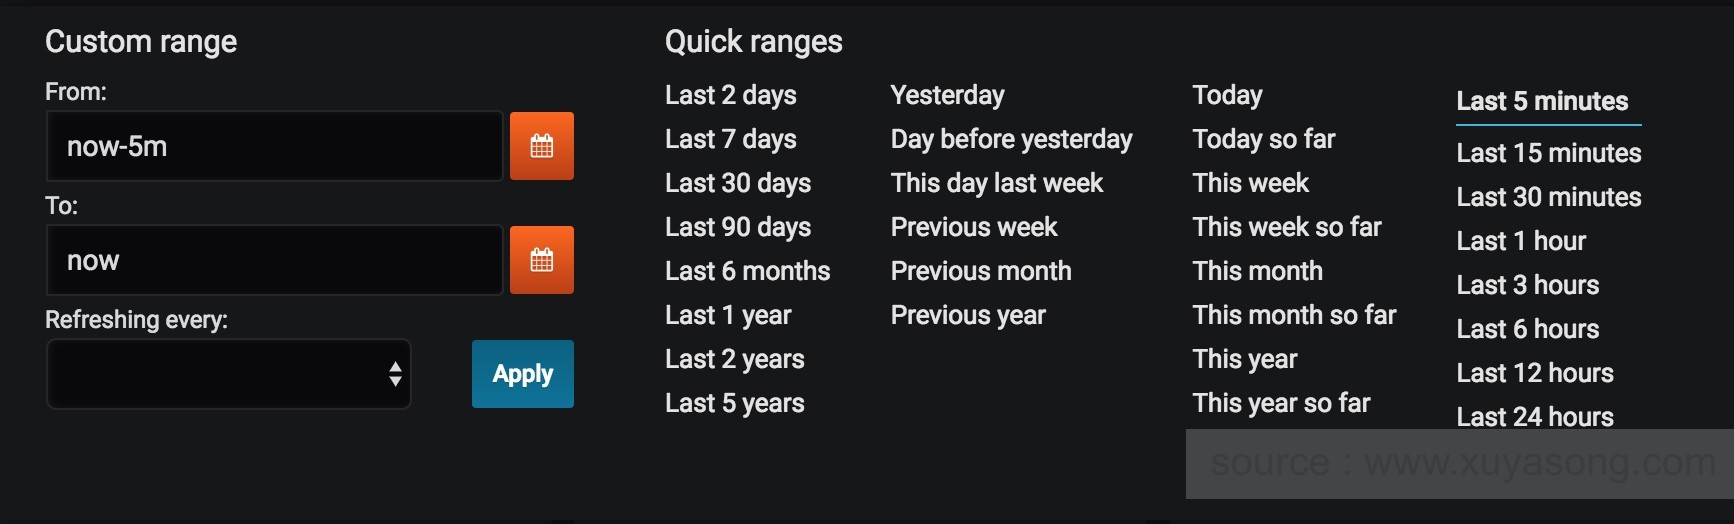 Custom range
From:
now-5m
To:
now
Refreshing every:
Apply
Quick ranges
Last 2 days
Last 7 days
Last 30 days
Last 90 days
Last 6 months
Last 1 year
Last 2 years
Last 5 years
Yesterday
Day before yesterday
This day last week
Previous week
Previous month
Previous year
Today
Today so far
This week
This week so far
This month
This month so far
This year
This year so far
Last 5 minutes
Last 15 minutes
Last 30 minutes
Last 1 hour
Last 3 hours
Last 6 hours
Last 12 hours
Last 24 hours
source : www.xuyasong.com